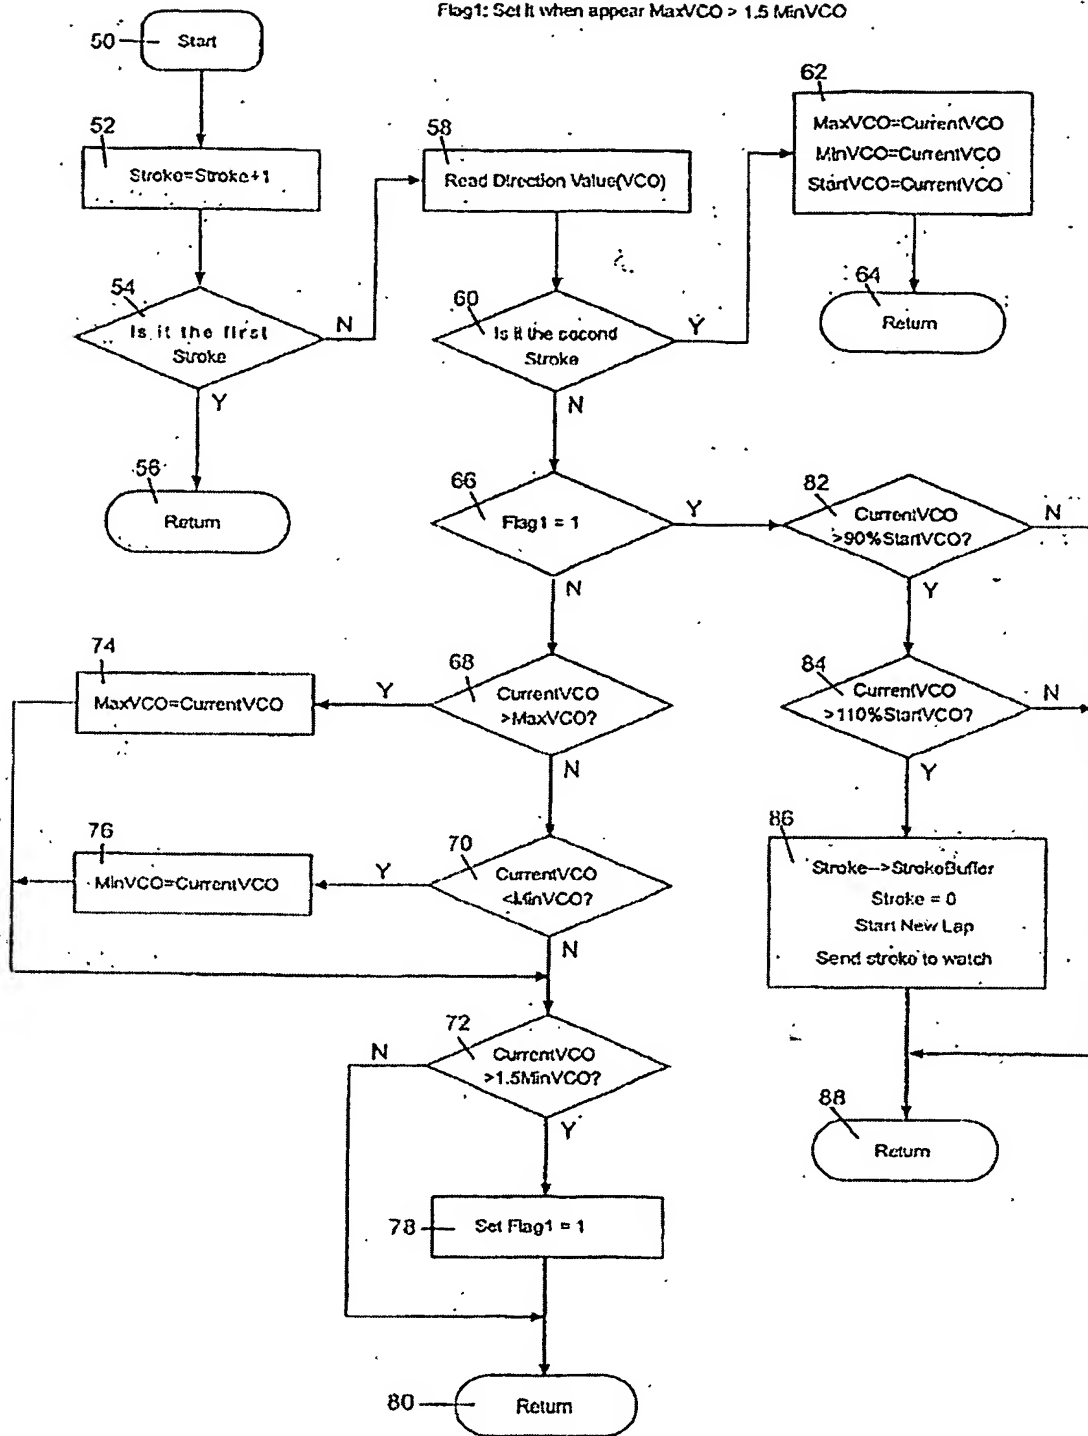 Flag1: Set it when appear MaxVCO > 1.5 MinVCO
50
Start
52
Stroke=Stroke+1
54
Is it the first
Stroke
N
Y
56
Return
58
Read Direction Value(VCO)
60
Is it the second
Stroke
Y
N
62
MaxVCO=CurrentVCO
MinVCO=CurrentVCO
StartVCO=CurrentVCO
64
Return
66
Flag1 = 1
Y
N
82
CurrentVCO
>90%StartVCO?
N
Y
84
CurrentVCO
>110%StartVCO?
N
Y
68
CurrentVCO
>MaxVCO?
Y
N
74
MaxVCO=CurrentVCO
70
CurrentVCO
<MinVCO?
Y
N
76
MinVCO=CurrentVCO
86
Stroke-->StrokeBuffer
Stroke = 0
Start New Lap
Send stroke to watch
72
CurrentVCO
>1.5MinVCO?
N
Y
78
Set Flag1 = 1
80
Return
88
Return